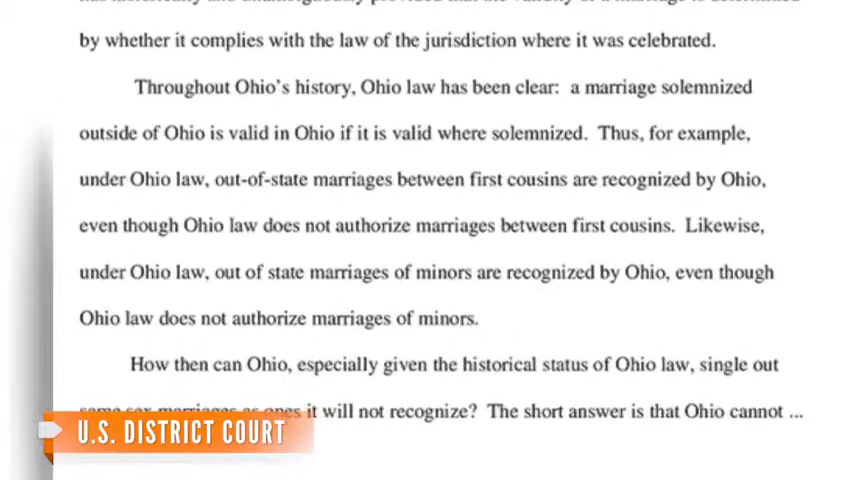 by whether it complies with the law of the jurisdiction where it was celebrated.
Throughout Ohio's history, Ohio law has been clear: a marriage solemnized
outside of Ohio is valid in Ohio if it is valid where solemnized. Thus, for example,
under Ohio law, out-of-state marriages between first cousins are recognized by Ohio,
even though Ohio law does not authorize marriages between first cousins. Likewise,
under Ohio law, out of state marriages of minors are recognized by Ohio, even though
Ohio law does not authorize marriages of minors.
How then can Ohio, especially given the historical status of Ohio law, single out
same sex marriages as ones it will not recognize? The short answer is that Ohio cannot ...
U.S. DISTRICT COURT